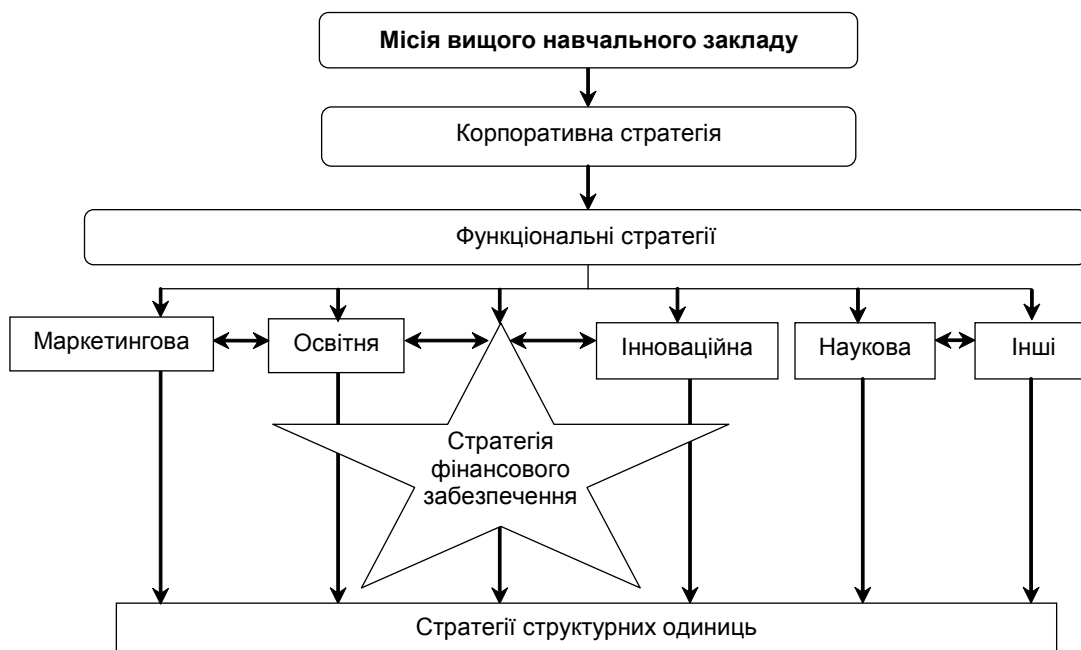 Місія вищого навчального закладу
Корпоративна стратегія
Функціональні стратегії
Маркетингова
Освітня
Інноваційна
Наукова
Інші
Стратегія
фінансового
забезпечення
Стратегії структурних одиниць